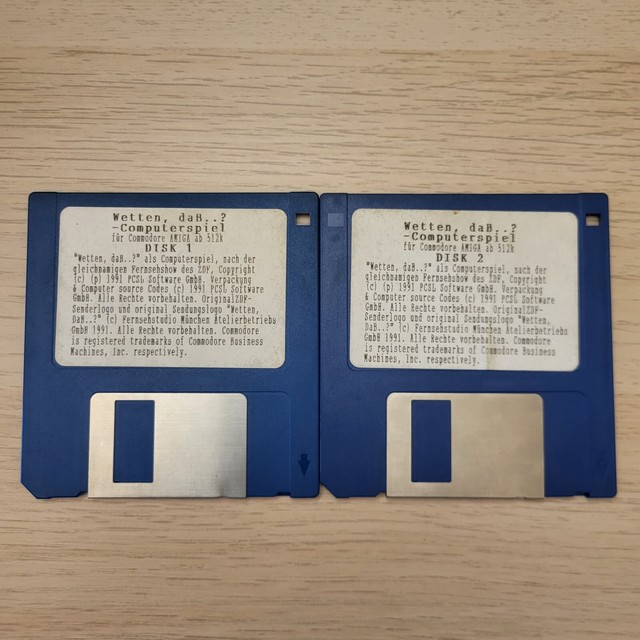 Wetten, daB..?
-Computerspiel
für Commodore AMIGA ab 512k
DISK 1
"Wetten, daB..?" als Computerspiel, nach der
gleichnamigen Fernsehshow des ZDF, Copyright
(c) (p) 1991 PCSL Software GmbH. Verpackung
& Computer source Codes (c) 1991 PCSL Software
GmbH. Alle Rechte vorbehalten. OriginalZDF-
Senderlogo und original Sendungslogo "Wetten,
DaB..?" (c) Fernsehstudio München Atelierbetriebs
GmbH 1991. Alle Rechte vorbehalten. Commodore
is registered trademarks of Commodore Business
Machines, Inc. respectively.
Wetten, daB..?
-Computerspiel
für Commodore AMIGA ab 512k
DISK 2
"Wetten, daB..?" als Computerspiel, nach der
gleichnamigen Fernsehshow des ZDF, Copyright
(c) (p) 1991 PCSL Software GmbH. Verpackung
& Computer source Codes (c) 1991 PCSL Software
GmbH. Alle Rechte vorbehalten. OriginalZDF-
Senderlogo und original Sendungslogo "Wetten,
DaB..?" (c) Fernsehstudio München Atelierbetriebs
GmbH 1991. Alle Rechte vorbehalten. Commodore
is registered trademarks of Commodore Business
Machines, Inc. respectively.